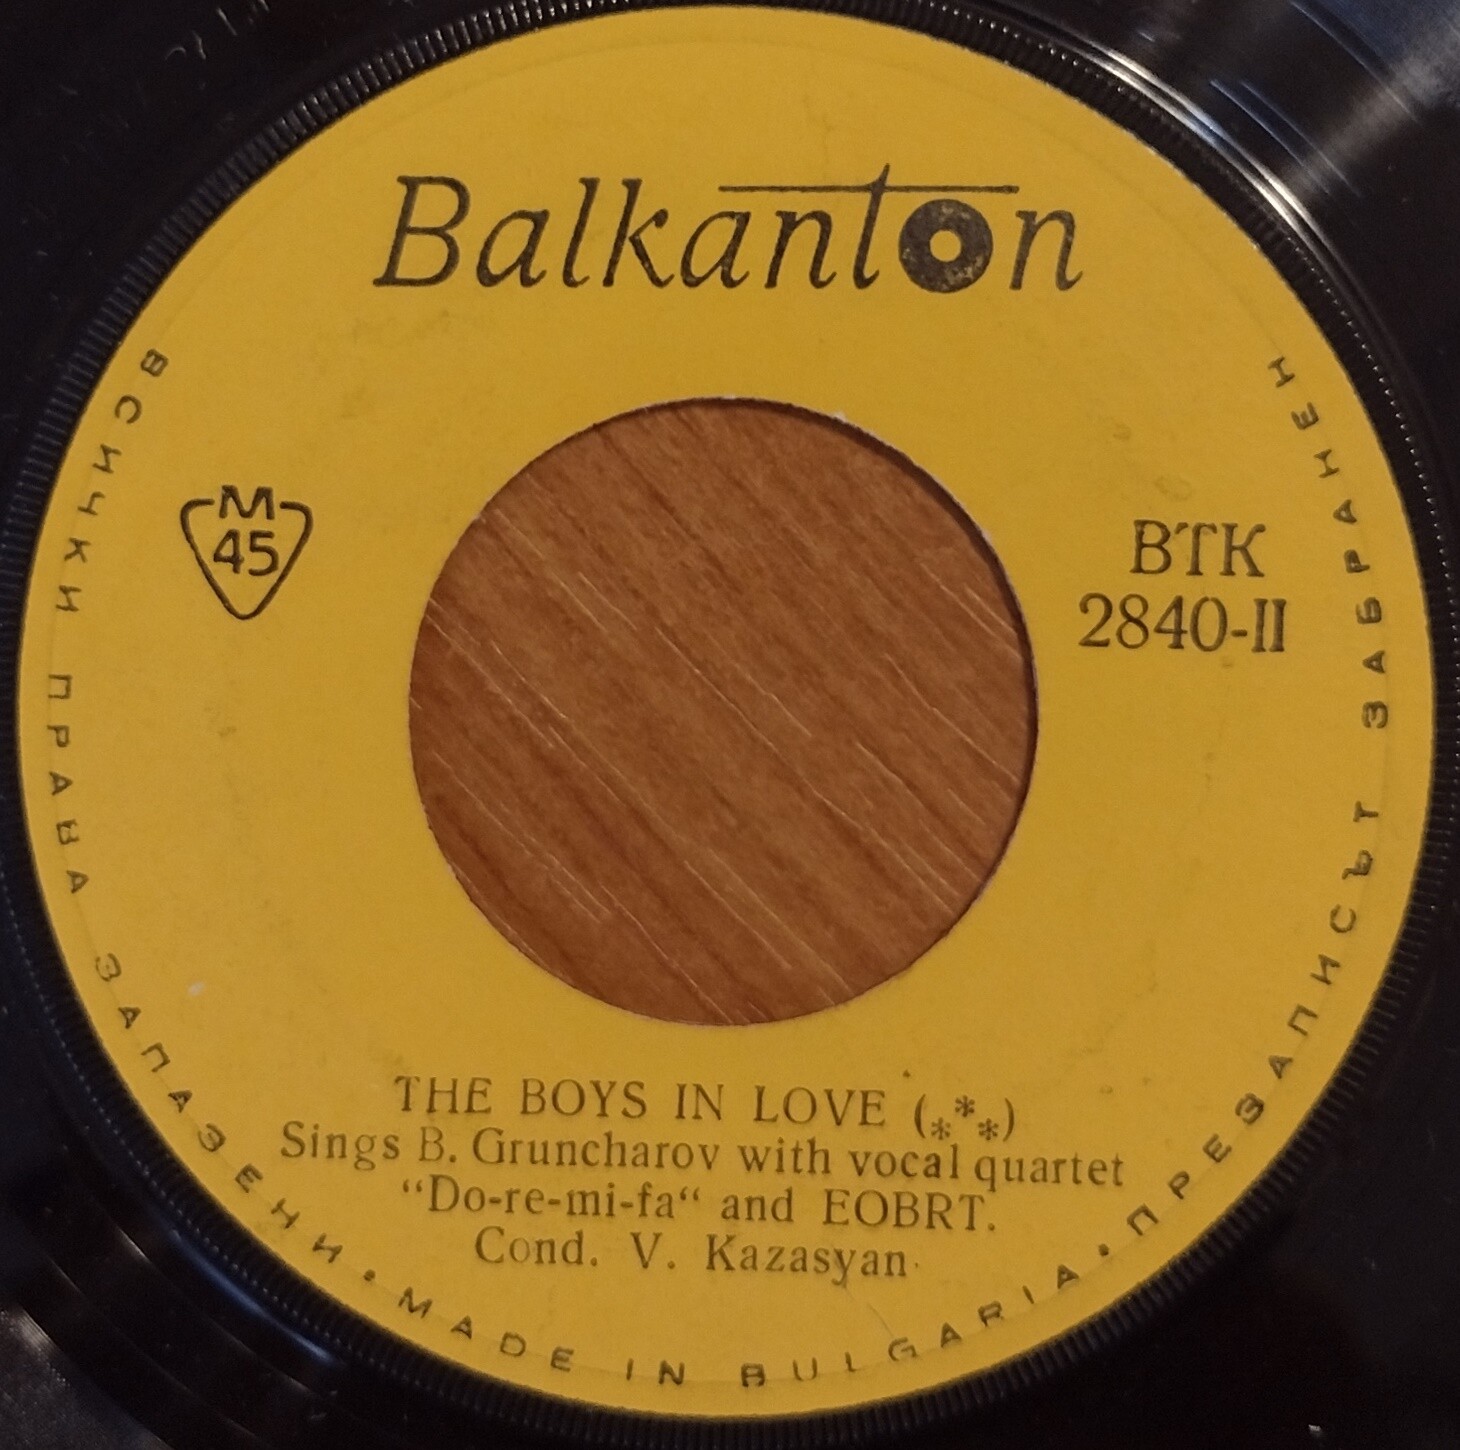 Balkanton
M
45
BTK
2840-II
THE BOYS IN LOVE (***)
Sings B. Gruncharov with vocal quartet
“Do-re-mi-fa“ and EOBRT.
Cond. V. Kazasyan
ВСИЧКИ ПРАВА ЗАПАЗЕНИ • MADE IN BULGARIA • ПРЕЗАПИСЪТ ЗАБРАНЕН